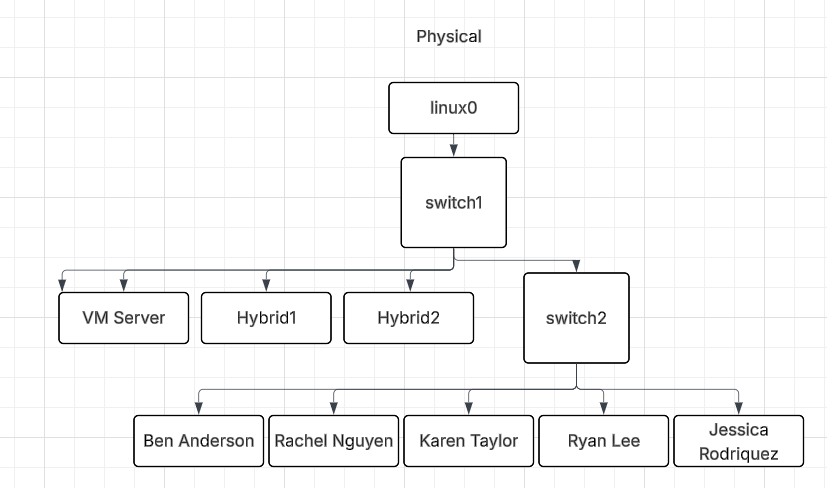 Physical
linux0
switch1
VM Server
Hybrid1
Hybrid2
switch2
Ben Anderson
Rachel Nguyen
Karen Taylor
Ryan Lee
Jessica
Rodriquez